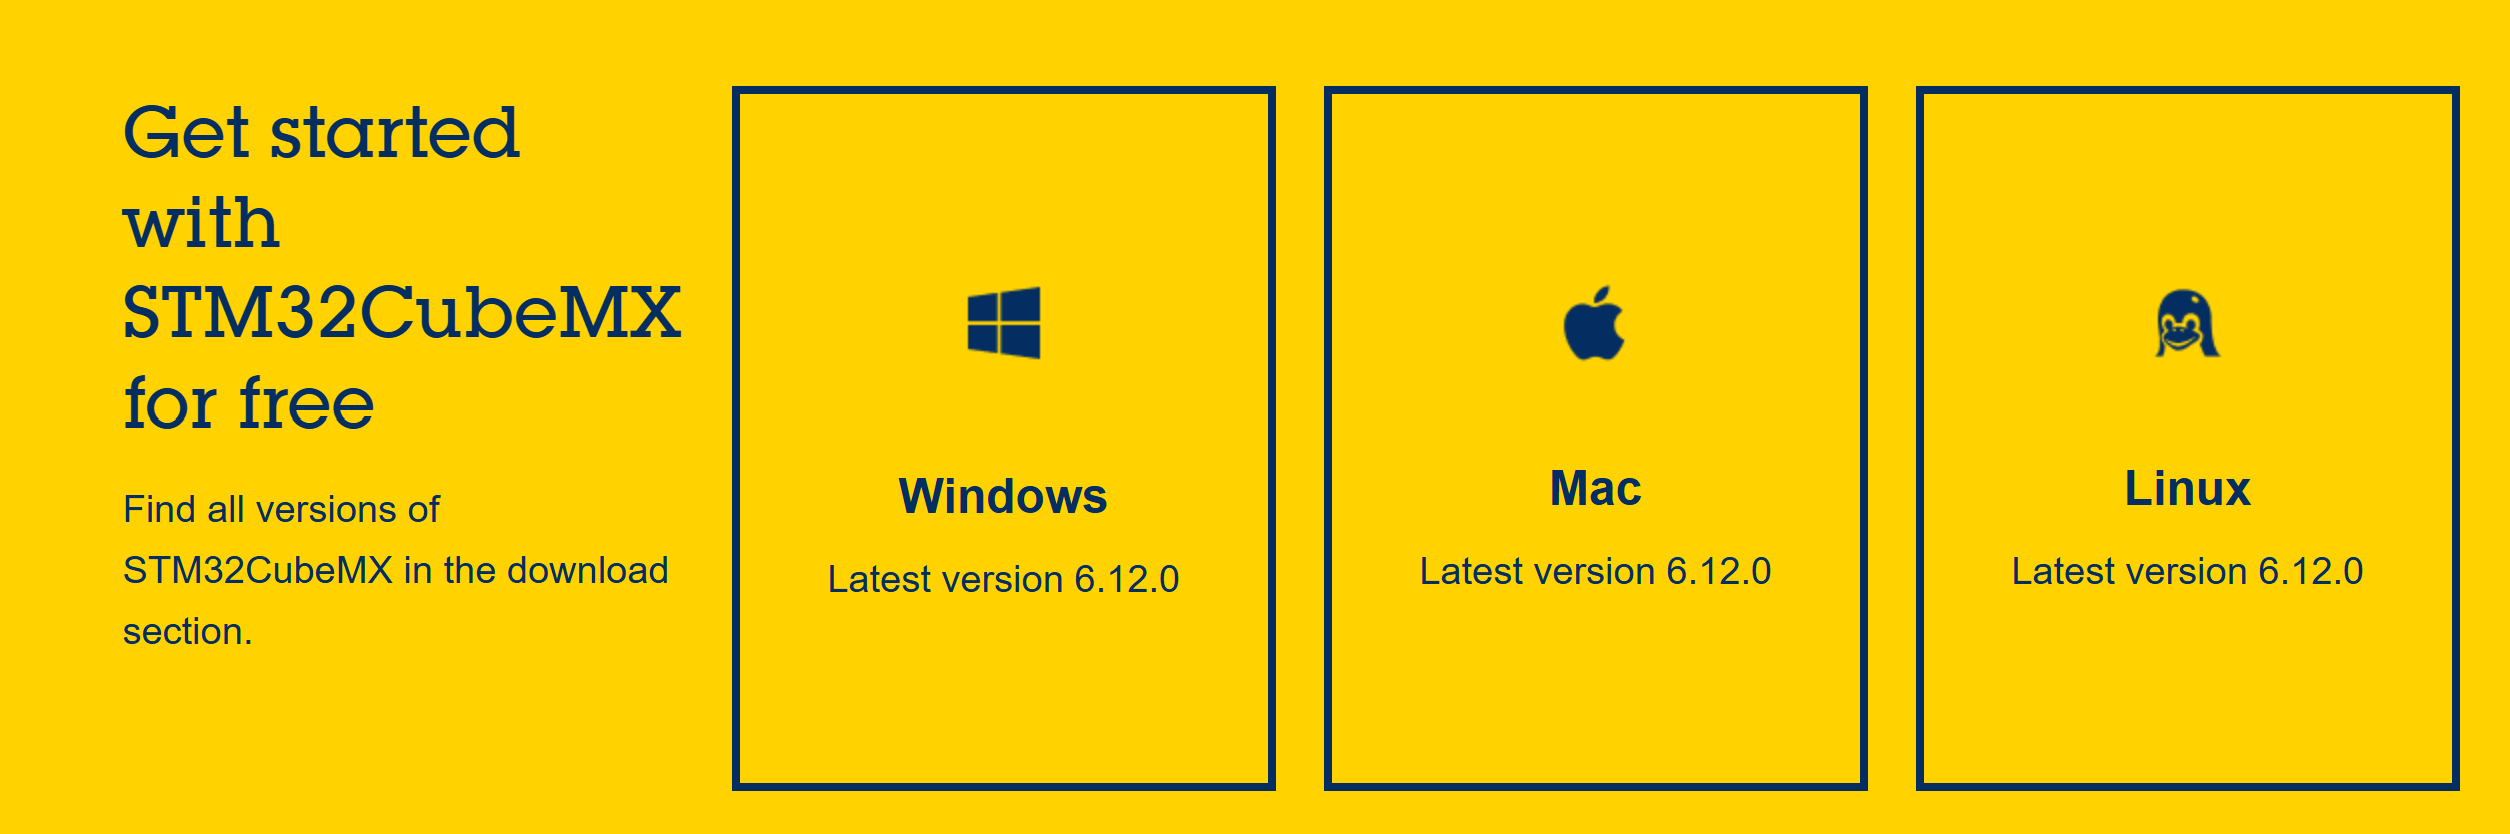 Get started
with
STM32CubeMX
for free
Find all versions of
STM32CubeMX in the download
section.
Windows
Latest version 6.12.0
Mac
Latest version 6.12.0
Linux
Latest version 6.12.0